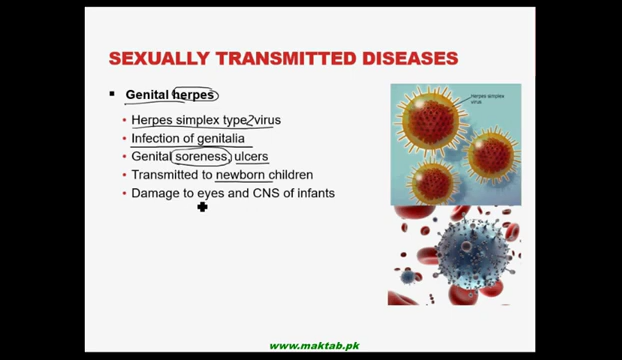 SEXUALLY TRANSMITTED DISEASES
Genital herpes
Herpes simplex type 2 virus
Infection of genitalia
Genital soreness, ulcers
Transmitted to newborn children
Damage to eyes and CNS of infants
Herpes simplex
virus
www.maktab.pk